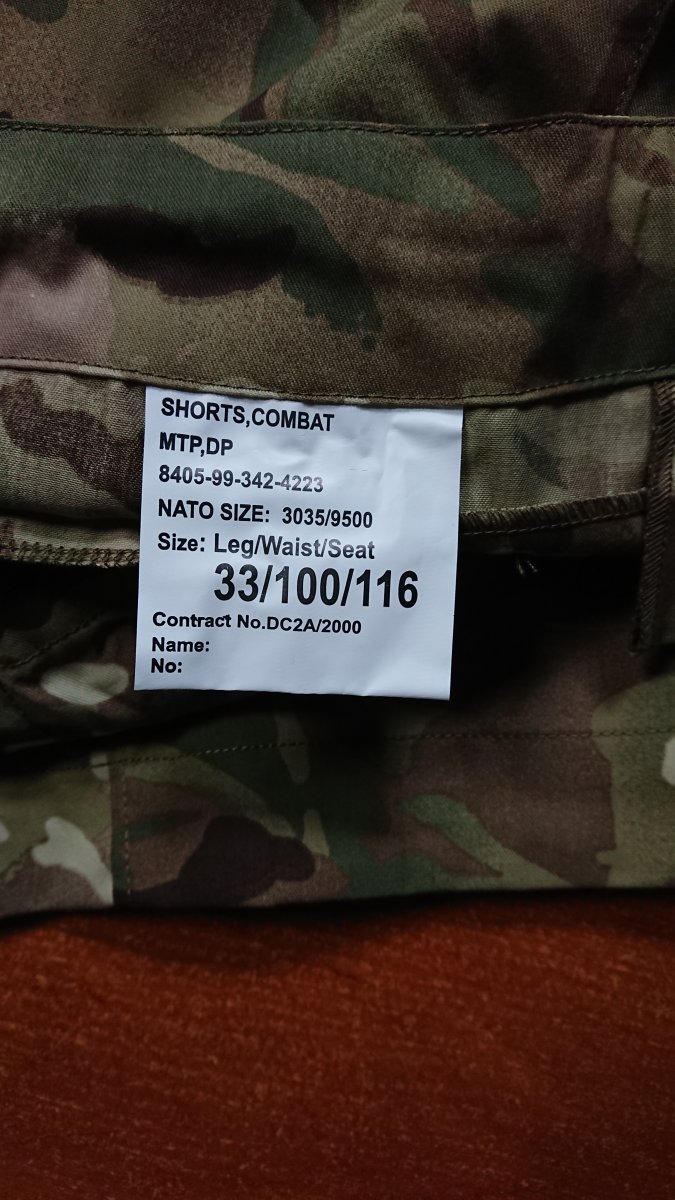 SHORTS,COMBAT
MTP,DP
8405-99-342-4223
NATO SIZE: 3035/9500
Size: Leg/Waist/Seat
33/100/116
Contract No.DC2A/2000
Name:
No: